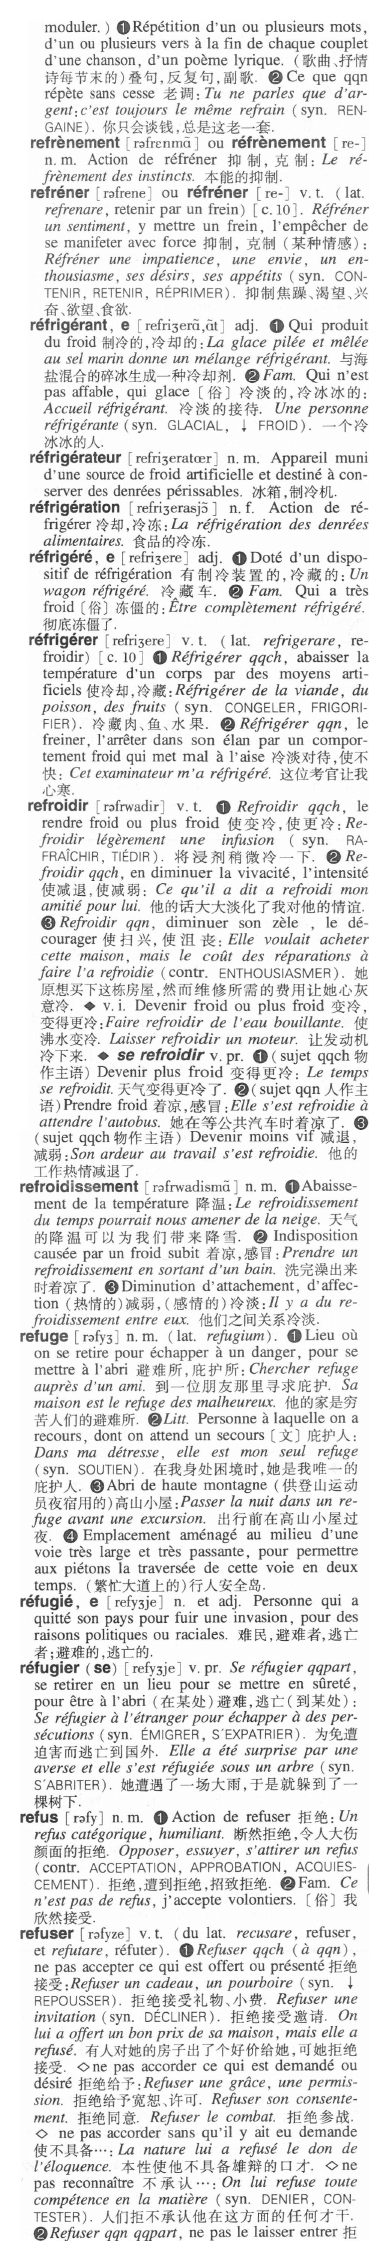 moduler. ) ❶ Répétition d'un ou plusieurs mots,
d'un ou plusieurs vers à la fin de chaque couplet
d'une chanson, d'un poème lyrique. (歌曲、抒情
诗每节末的)叠句,反复句,副歌. ❷ Ce que qqn
répète sans cesse 老调: Tu ne parles que d'ar-
gent; c'est toujours le même refrain (syn. REN-
GAINE). 你只会谈钱,总是这老一套.
refrènement [rəfrɛnmɑ̃] ou réfrènement [re-]
n. m. Action de réfréner 抑制, 克制: Le ré-
frènement des instincts. 本能的抑制.
refréner [rəfrene] ou réfréner [re-] v. t. (lat.
refrenare, retenir par un frein) [c. 10]. Réfréner
un sentiment, y mettre un frein, l'empêcher de
se manifeter avec force 抑制, 克制 (某种情感):
Réfréner une impatience, une envie, un en-
thousiasme, ses désirs, ses appétits (syn. CON-
TENIR, RETENIR, RÉPRIMER). 抑制焦躁、渴望、兴
奋、欲望、食欲.
réfrigérant, e [refriʒerɑ̃,ɑ̃t] adj. ❶ Qui produit
du froid 制冷的,冷却的: La glace pilée et mêlée
au sel marin donne un mélange réfrigérant. 与海
盐混合的碎冰生成一种冷却剂. ❷ Fam. Qui n'est
pas affable, qui glace〔俗〕冷淡的,冷冰冰的:
Accueil réfrigérant. 冷淡的接待. Une personne
réfrigérante (syn. GLACIAL, ↓ FROID). 一个冷
冰冰的人.
réfrigérateur [refriʒeratœr] n. m. Appareil muni
d'une source de froid artificielle et destiné à con-
server des denrées périssables. 冰箱,制冷机.
réfrigération [refriʒerasjɔ̃] n. f. Action de ré-
frigérer 冷却,冷冻: La réfrigération des denrées
alimentaires. 食品的冷冻.
réfrigéré, e [refriʒere] adj. ❶ Doté d'un dispo-
sitif de réfrigération 有制冷装置的,冷藏的: Un
wagon réfrigéré. 冷藏车. ❷ Fam. Qui a très
froid〔俗〕冻僵的: Être complètement réfrigéré.
彻底冻僵了.
réfrigérer [refriʒere] v. t. (lat. refrigerare, re-
froidir) [c. 10] ❶ Réfrigérer qqch, abaisser la
température d'un corps par des moyens arti-
ficiels 使冷却,冷藏: Réfrigérer de la viande, du
poisson, des fruits (syn. CONGELER, FRIGORI-
FIER). 冷藏肉、鱼、水果. ❷ Réfrigérer qqn, le
freiner, l'arrêter dans son élan par un compor-
tement froid qui met mal à l'aise 冷淡对待,使不
快: Cet examinateur m'a réfrigéré. 这位考官让我
心寒.
refroidir [rəfrwadir] v. t. ❶ Refroidir qqch, le
rendre froid ou plus froid 使变冷,使更冷: Re-
froidir légèrement une infusion (syn. RA-
FRAÎCHIR, TIÉDIR). 将浸剂稍微冷一下. ❷ Re-
froidir qqch, en diminuer la vivacité, l'intensité
使减退,使减弱: Ce qu'il a dit a refroidi mon
amitié pour lui. 他的话大大淡化了我对他的情谊.
❸ Refroidir qqn, diminuer son zèle , le dé-
courager 使扫兴, 使沮丧: Elle voulait acheter
cette maison, mais le coût des réparations à
faire l'a refroidie (contr. ENTHOUSIASMER). 她
原想买下这栋房屋,然而维修所需的费用让她心灰
意冷. ◆ v. i. Devenir froid ou plus froid 变冷,
变得更冷: Faire refroidir de l'eau bouillante. 使
沸水变冷. Laisser refroidir un moteur. 让发动机
冷下来. ◆ se refroidir v. pr. ❶ (sujet qqch 物
作主语) Devenir plus froid 变得更冷: Le temps
se refroidit. 天气变得更冷了. ❷ (sujet qqn 人作主
语) Prendre froid 着凉,感冒: Elle s'est refroidie à
attendre l'autobus. 她在等公共汽车时着凉了. ❸
(sujet qqch 物作主语) Devenir moins vif 减退,
减弱: Son ardeur au travail s'est refroidie. 他的
工作热情减退了.
refroidissement [rəfrwadismɑ̃] n. m. ❶ Abaisse-
ment de la température 降温: Le refroidissement
du temps pourrait nous amener de la neige. 天气
的降温可以为我们带来降雪. ❷ Indisposition
causée par un froid subit 着凉,感冒: Prendre un
refroidissement en sortant d'un bain. 洗完澡出来
时着凉了. ❸ Diminution d'attachement, d'affec-
tion (热情的)减弱,(感情的)冷淡: Il y a du re-
froidissement entre eux. 他们之间关系冷淡.
refuge [rəfyʒ] n. m. (lat. refugium). ❶ Lieu où
on se retire pour échapper à un danger, pour se
mettre à l'abri 避难所,庇护所: Chercher refuge
auprès d'un ami. 到一位朋友那里寻求庇护. Sa
maison est le refuge des malheureux. 他的家是穷
苦人们的避难所. ❷ Litt. Personne à laquelle on a
recours, dont on attend un secours〔文〕庇护人:
Dans ma détresse, elle est mon seul refuge
(syn. SOUTIEN). 在我身处困境时,她是我唯一的
庇护人. ❸ Abri de haute montagne (供登山运动
员夜宿用的)高山小屋: Passer la nuit dans un re-
fuge avant une excursion. 出行前在高山小屋过
夜. ❹ Emplacement aménagé au milieu d'une
voie très large et très passante, pour permettre
aux piétons la traversée de cette voie en deux
temps. (繁忙大道上的)行人安全岛.
réfugié, e [refyʒje] n. et adj. Personne qui a
quitté son pays pour fuir une invasion, pour des
raisons politiques ou raciales. 难民,避难者,逃亡
者;避难的,逃亡的.
réfugier (se) [refyʒje] v. pr. Se réfugier qqpart,
se retirer en un lieu pour se mettre en sûreté,
pour être à l'abri (在某处)避难,逃亡(到某处):
Se réfugier à l'étranger pour échapper à des per-
sécutions (syn. ÉMIGRER, S'EXPATRIER). 为免遭
迫害而逃亡到国外. Elle a été surprise par une
averse et elle s'est réfugiée sous un arbre (syn.
S'ABRITER). 她遭遇了一场大雨,于是就躲到了一
棵树下.
refus [rəfy] n. m. ❶ Action de refuser 拒绝: Un
refus catégorique, humiliant. 断然拒绝,令人大伤
颜面的拒绝. Opposer, essuyer, s'attirer un refus
(contr. ACCEPTATION, APPROBATION, ACQUIES-
CEMENT). 拒绝,遭到拒绝,招致拒绝. ❷ Fam. Ce
n'est pas de refus, j'accepte volontiers.〔俗〕我
欣然接受.
refuser [rəfyze] v. t. (du lat. recusare, refuser,
et refutare, réfuter). ❶ Refuser qqch (à qqn),
ne pas accepter ce qui est offert ou présenté 拒绝
接受: Refuser un cadeau, un pourboire (syn. ↓
REPOUSSER). 拒绝接受礼物、小费. Refuser une
invitation (syn. DÉCLINER). 拒绝接受邀请. On
lui a offert un bon prix de sa maison, mais elle a
refusé. 有人对她的房子出了个好价给她,可她拒绝
接受. ◇ ne pas accorder ce qui est demandé ou
désiré 拒绝给予: Refuser une grâce, une permis-
sion. 拒绝给予宽恕、许可. Refuser son consente-
ment. 拒绝同意. Refuser le combat. 拒绝参战.
◇ ne pas accorder sans qu'il y ait eu demande
使不具备…: La nature lui a refusé le don de
l'éloquence. 本性使他不具备雄辩的口才. ◇ ne
pas reconnaître 不承认…: On lui refuse toute
compétence en la matière (syn. DENIER, CON-
TESTER). 人们拒不承认他在这方面的任何才干.
❷ Refuser qqn qqpart, ne pas le laisser entrer 拒